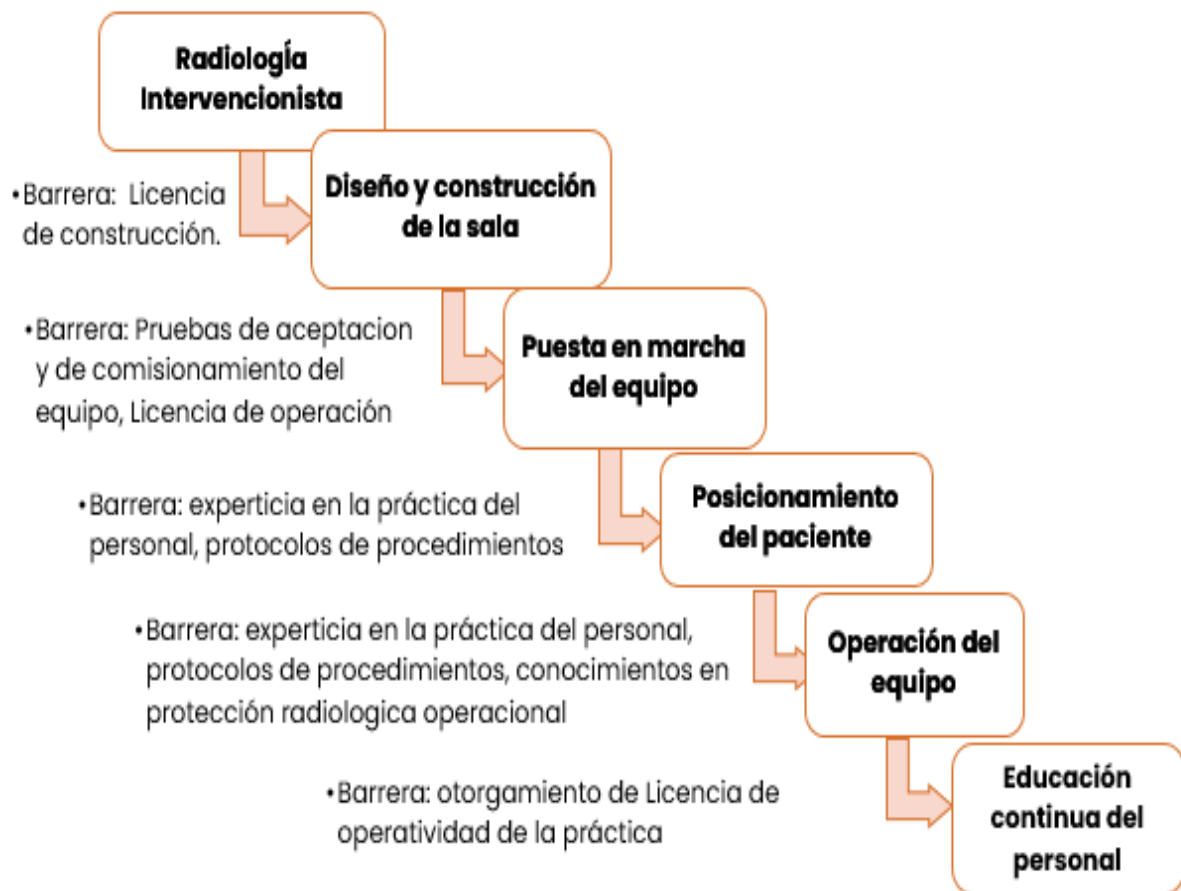 Radiología
Intervencionista
•Barrera: Licencia
de construcción.
Diseño y construcción
de la sala
•Barrera: Pruebas de aceptacion
y de comisionamiento del
equipo, Licencia de operación
Puesta en marcha
del equipo
•Barrera: experticia en la práctica del
personal, protocolos de procedimientos
Posicionamiento
del paciente
•Barrera: experticia en la práctica del personal,
protocolos de procedimientos, conocimientos en
protección radiologica operacional
Operación del
equipo
•Barrera: otorgamiento de Licencia de
operatividad de la práctica
Educación
continua del
personal